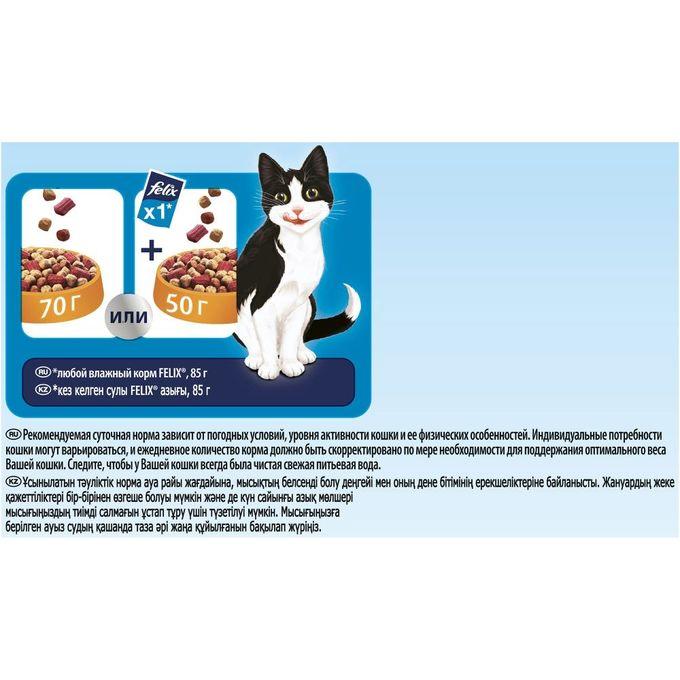 felix
x1*
+
70 г
или
50 г
RU *любой влажный корм FELIX®, 85 г
KZ *кез келген сулы FELIX® азығы, 85 г
RU Рекомендуемая суточная норма зависит от погодных условий, уровня активности кошки и ее физических особенностей. Индивидуальные потребности
кошки могут варьироваться, и ежедневное количество корма должно быть скорректировано по мере необходимости для поддержания оптимального веса
Вашей кошки. Следите, чтобы у Вашей кошки всегда была чистая свежая питьевая вода.
KZ Ұсынылатын тәуліктік норма ауа райы жағдайына, мысықтың белсенді болу деңгейі мен оның дене бітімінің ерекшеліктеріне байланысты. Жануардың жеке
қажеттіліктері бір-бірінен өзгеше болуы мүмкін және де күн сайынғы азық мөлшері
мысығыңыздың тиімді салмағын ұстап тұру үшін түзетілуі мүмкін. Мысығыңызға
берілген ауыз судың қашанда таза әрі жаңа құйылғанын бақылап жүріңіз.